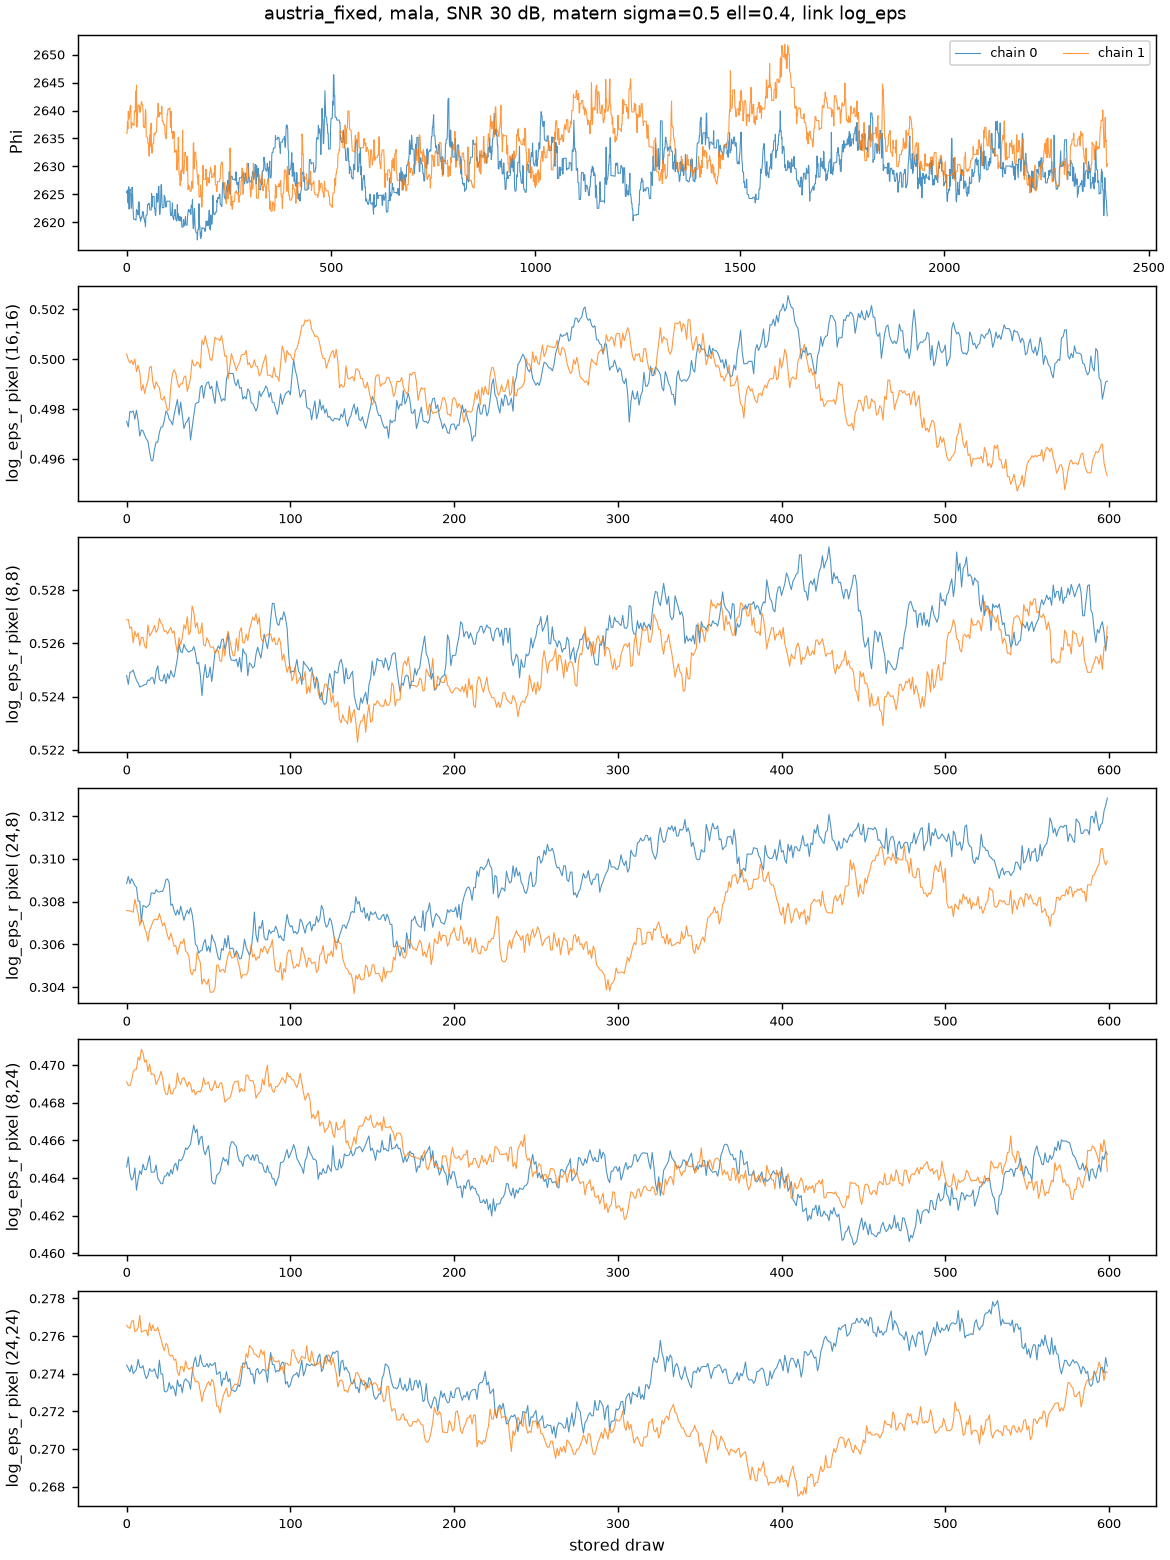 austria_fixed, mala, SNR 30 dB, matern sigma=0.5 ell=0.4, link log_eps
chain 0 chain 1
Phi
2650
2645
2640
2635
2630
2625
2620
0 500 1000 1500 2000 2500
log_eps_r pixel (16,16)
0.502
0.500
0.498
0.496
0 100 200 300 400 500 600
log_eps_r pixel (8,8)
0.528
0.526
0.524
0.522
0 100 200 300 400 500 600
log_eps_r pixel (24,8)
0.312
0.310
0.308
0.306
0.304
0 100 200 300 400 500 600
log_eps_r pixel (8,24)
0.470
0.468
0.466
0.464
0.462
0.460
0 100 200 300 400 500 600
log_eps_r pixel (24,24)
0.278
0.276
0.274
0.272
0.270
0.268
0 100 200 300 400 500 600
stored draw